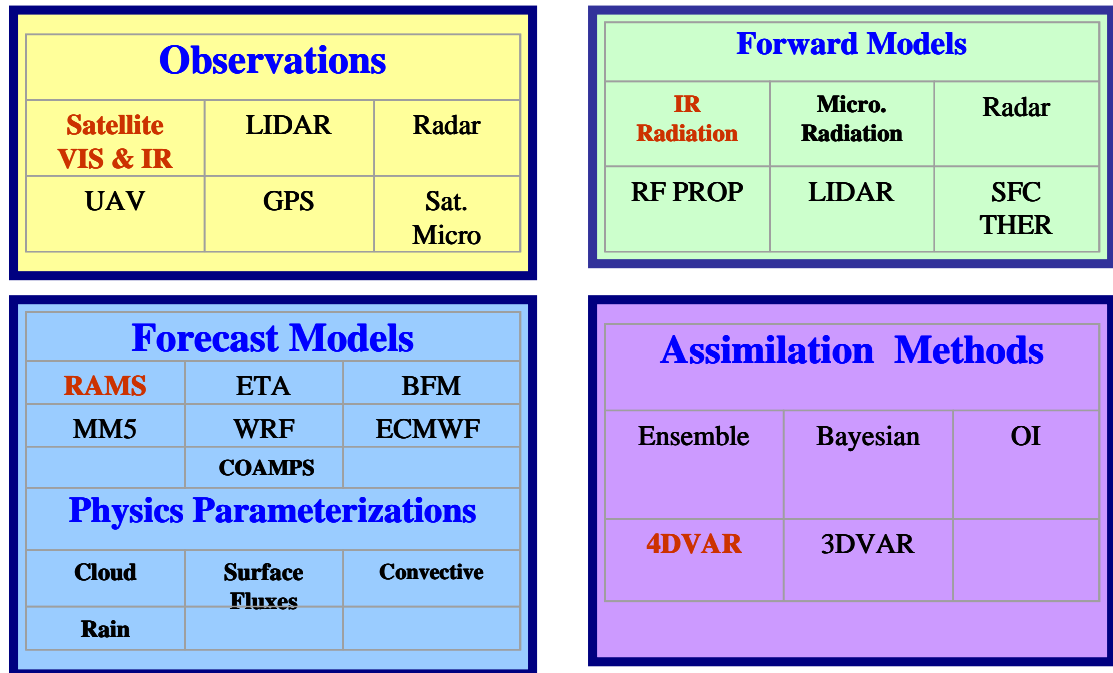 Observations
Satellite
VIS & IR
LIDAR
Radar
UAV
GPS
Sat.
Micro
Forward Models
IR
Radiation
Micro.
Radiation
Radar
RF PROP
LIDAR
SFC
THER
Forecast Models
RAMS
ETA
BFM
MM5
WRF
ECMWF
COAMPS
Physics Parameterizations
Cloud
Surface
Fluxes
Convective
Rain
Assimilation Methods
Ensemble
Bayesian
OI
4DVAR
3DVAR